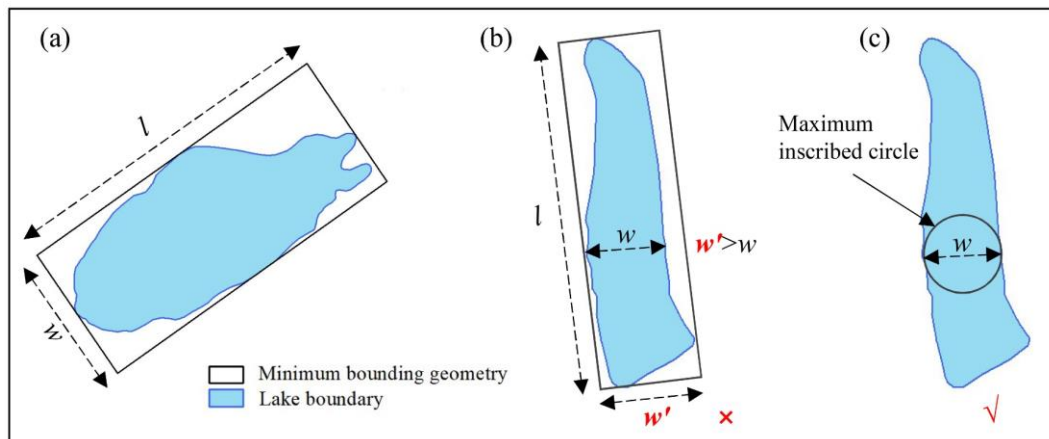 (a)
l
w
Minimum bounding geometry
Lake boundary
(b)
l
w
w'>w
w'
×
(c)
Maximum
inscribed circle
w
√